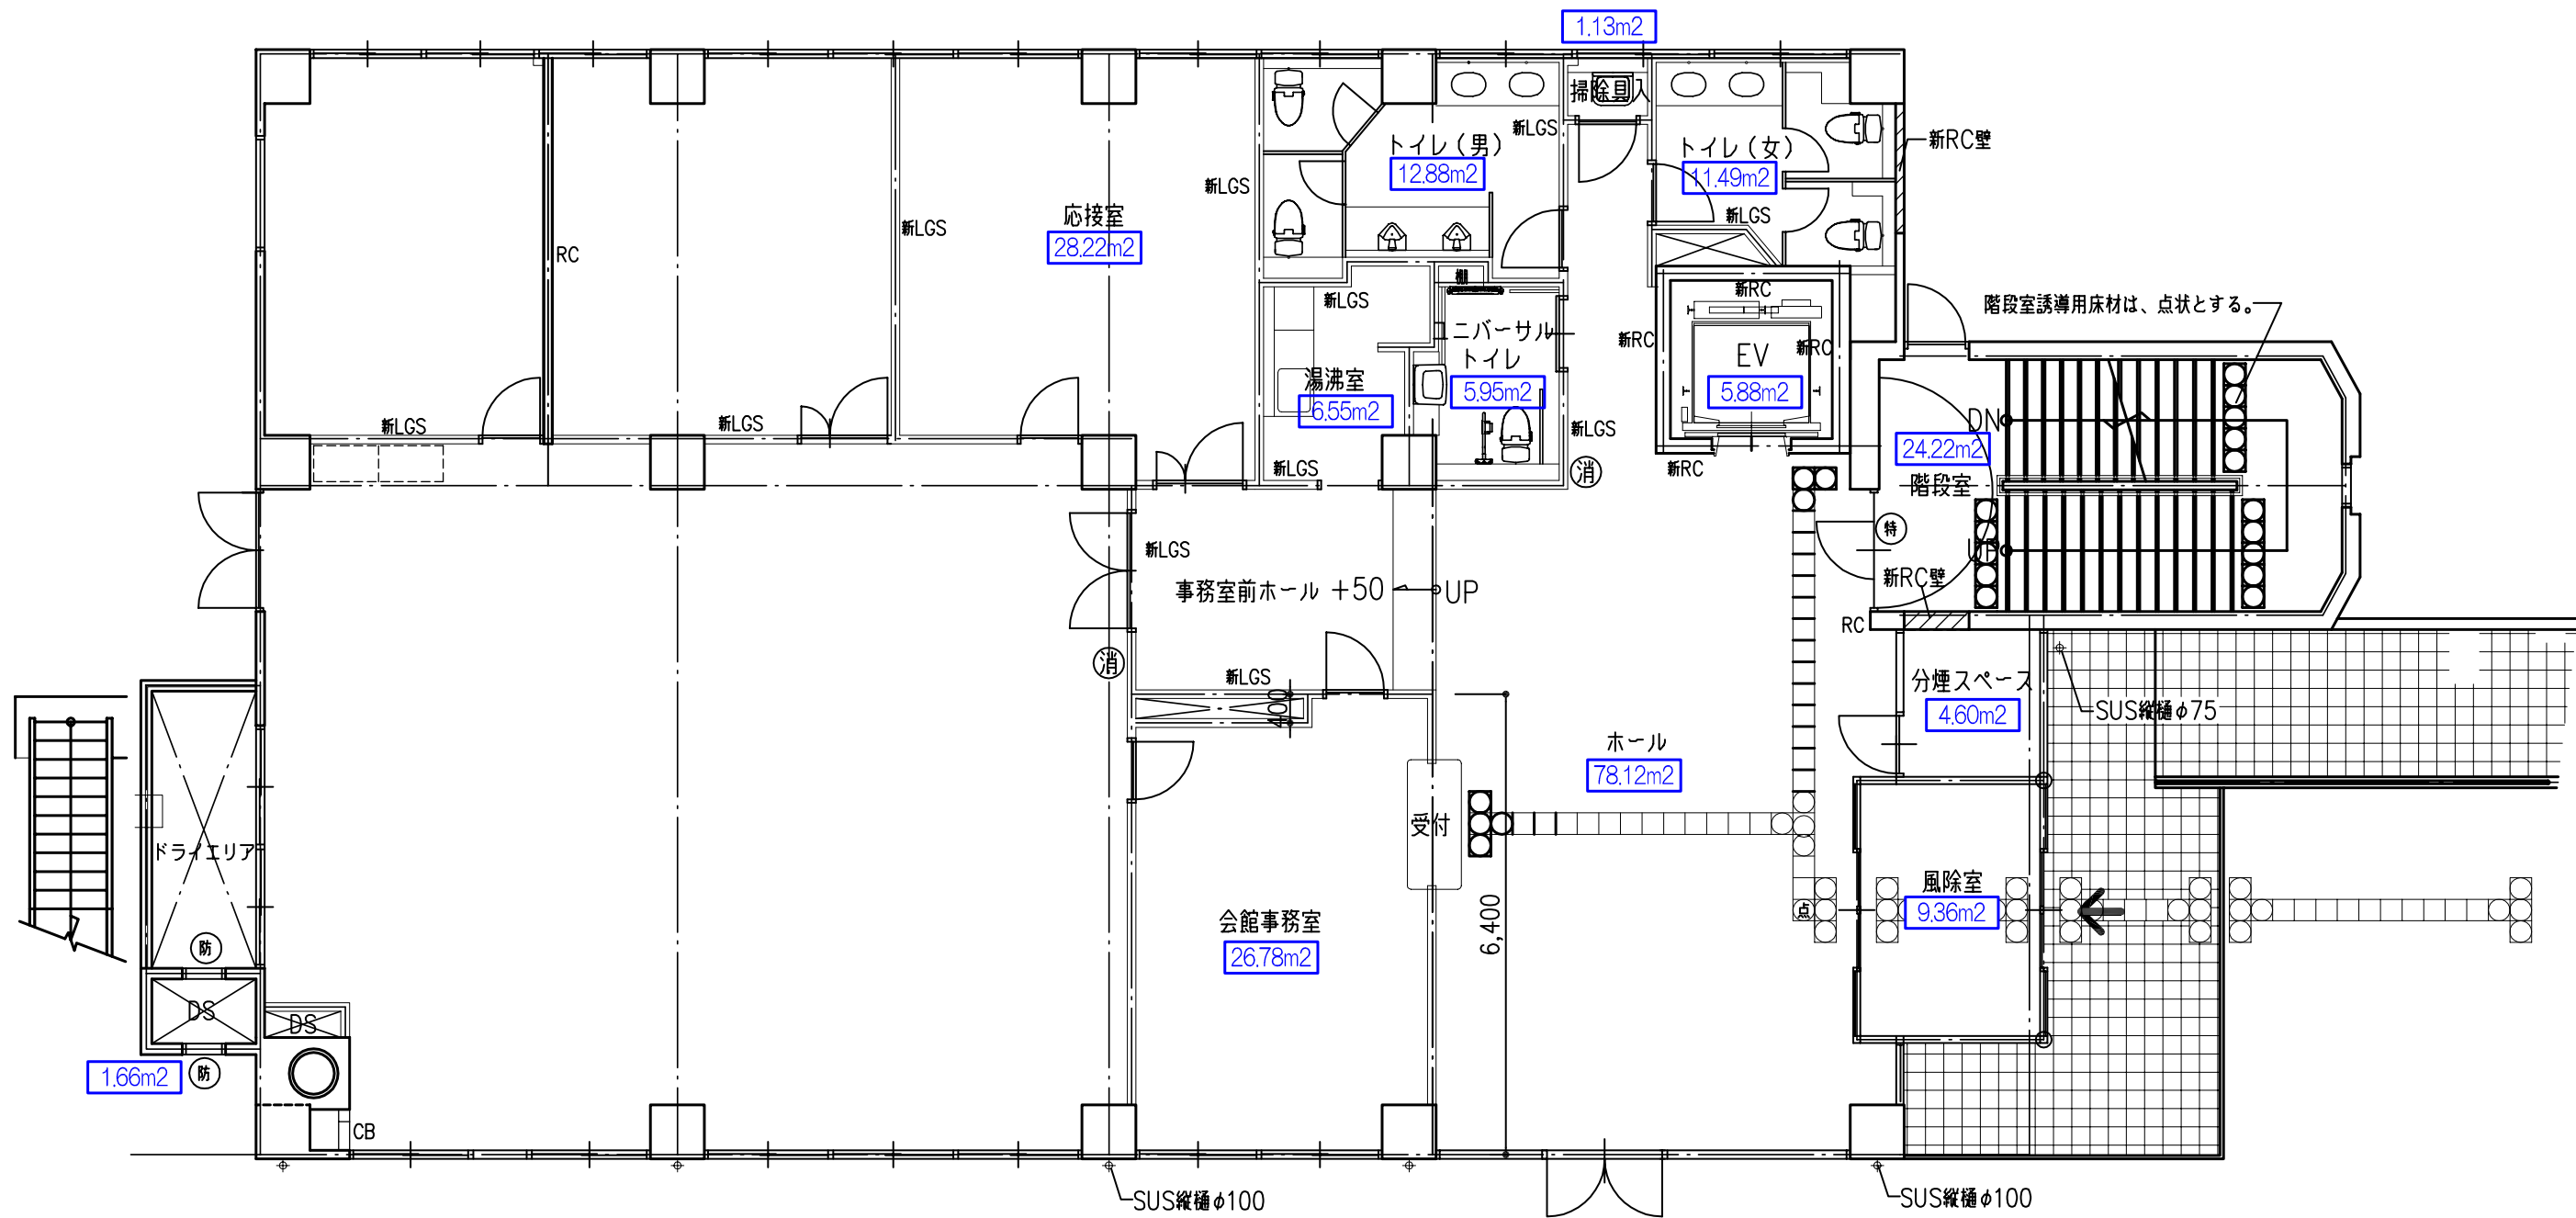 1.13m2
掃除具入
トイレ（男）
12.88m2
新LGS
トイレ（女）
11.49m2
新RC壁
新LGS
新LGS
応接室
28.22m2
新LGS
RC
棚
新RC
階段室誘導用床材は、点状とする。
新LGS
ユニバーサル
トイレ
5.95m2
新RC
EV
新RC
5.88m2
湯沸室
6.55m2
新LGS
新LGS
新LGS
DN
24.22m2
階段室
新LGS
新RC
消
特
UP
新LGS
事務室前ホール +50
UP
新RC壁
RC
消
新LGS
400
分煙スペース
4.60m2
SUS縦樋φ75
ホール
78.12m2
受付
ドライエリア
風除室
9.36m2
点
会館事務室
26.78m2
6,400
防
DS
DS
1.66m2
防
CB
SUS縦樋φ100
SUS縦樋φ100